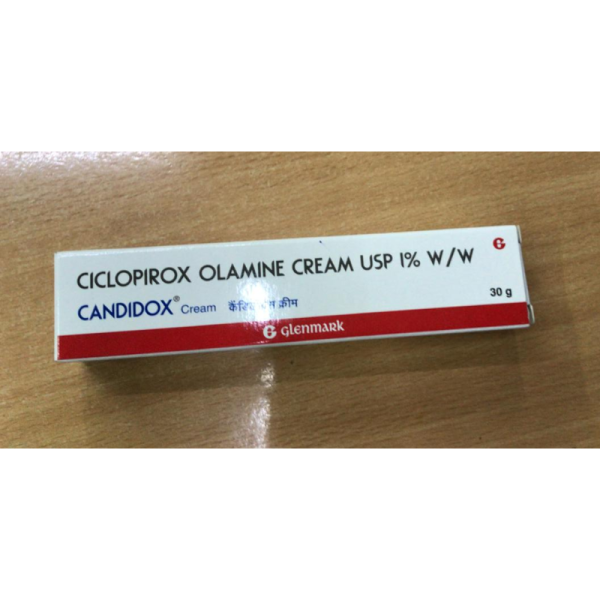 CICLOPIROX OLAMINE CREAM USP 1% W/W
CANDIDOX® Cream क्रीम
30 g
G GLENMARK